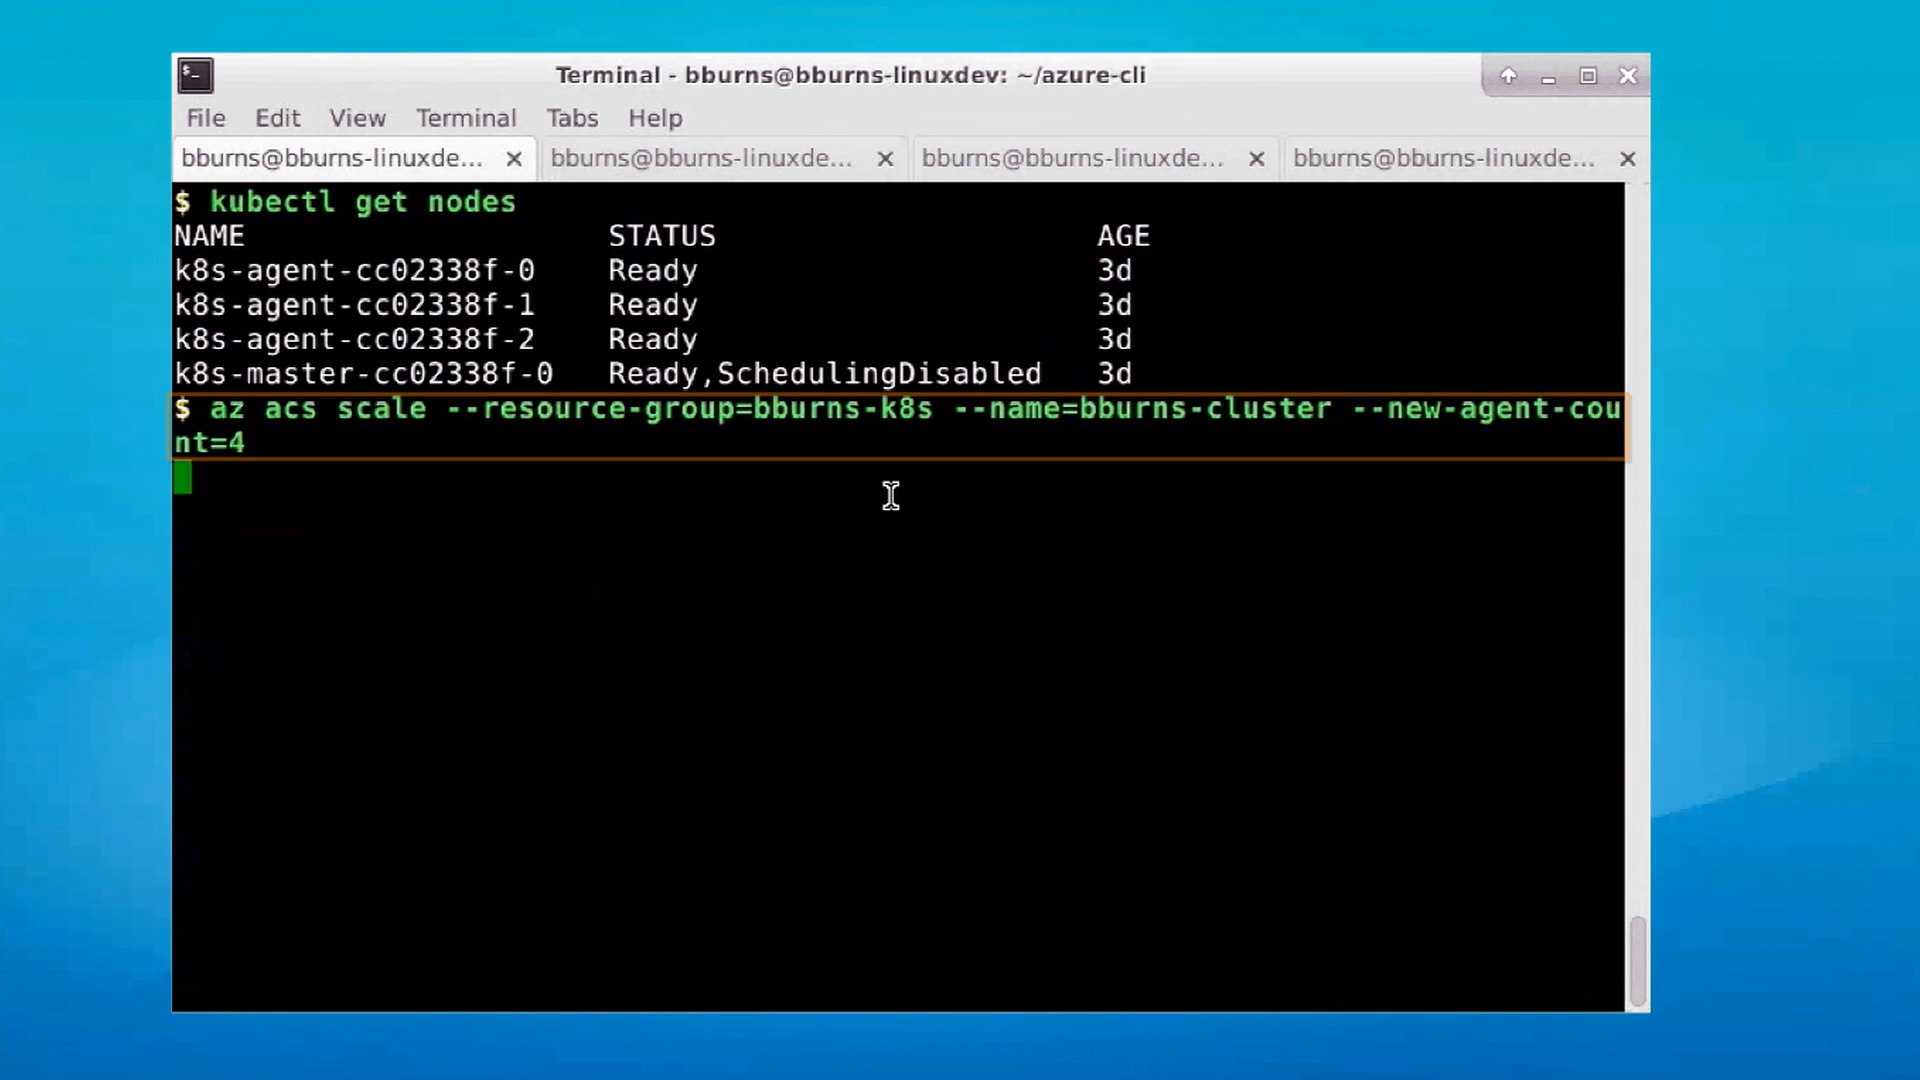 Terminal - bburns@bburns-linuxdev: ~/azure-cli
File Edit View Terminal Tabs Help
bburns@bburns-linuxde... bburns@bburns-linuxde... bburns@bburns-linuxde... bburns@bburns-linuxde...
$ kubectl get nodes
NAME STATUS AGE
k8s-agent-cc02338f-0 Ready 3d
k8s-agent-cc02338f-1 Ready 3d
k8s-agent-cc02338f-2 Ready 3d
k8s-master-cc02338f-0 Ready,SchedulingDisabled 3d
$ az acs scale --resource-group=bburns-k8s --name=bburns-cluster --new-agent-cou
nt=4